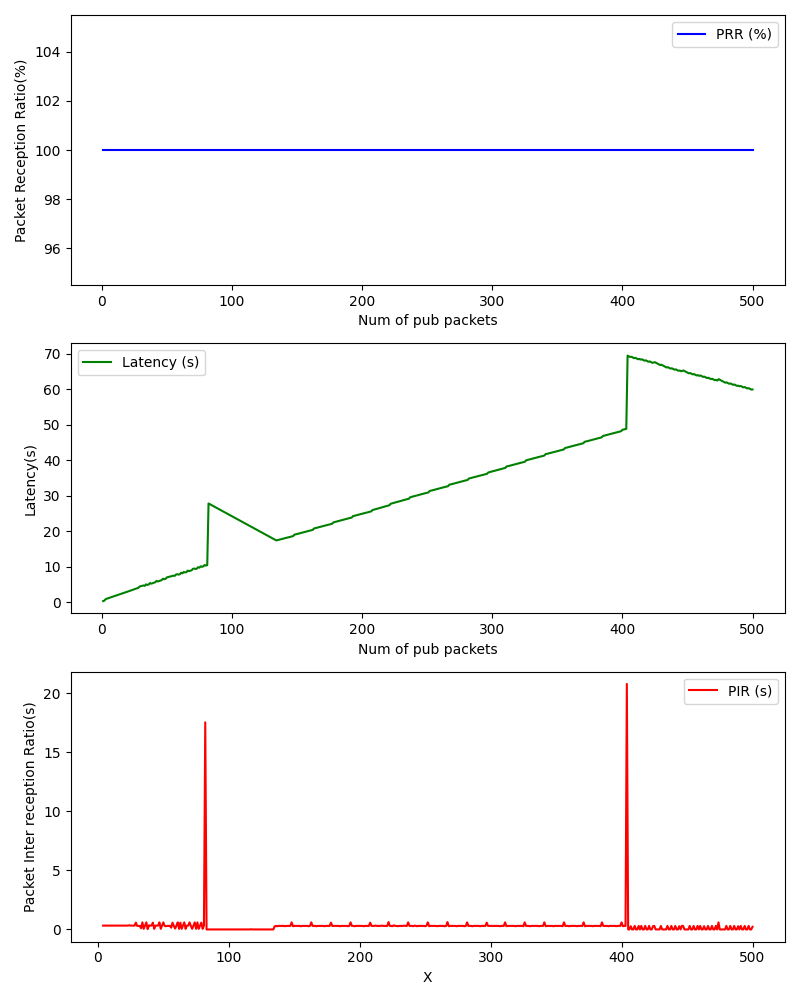 PRR (%)
104
102
100
98
96
Packet Reception Ratio(%)
0 100 200 300 400 500
Num of pub packets
Latency (s)
70
60
50
40
30
20
10
0
Latency(s)
0 100 200 300 400 500
Num of pub packets
PIR (s)
20
15
10
5
0
Packet Inter reception Ratio(s)
0 100 200 300 400 500
X